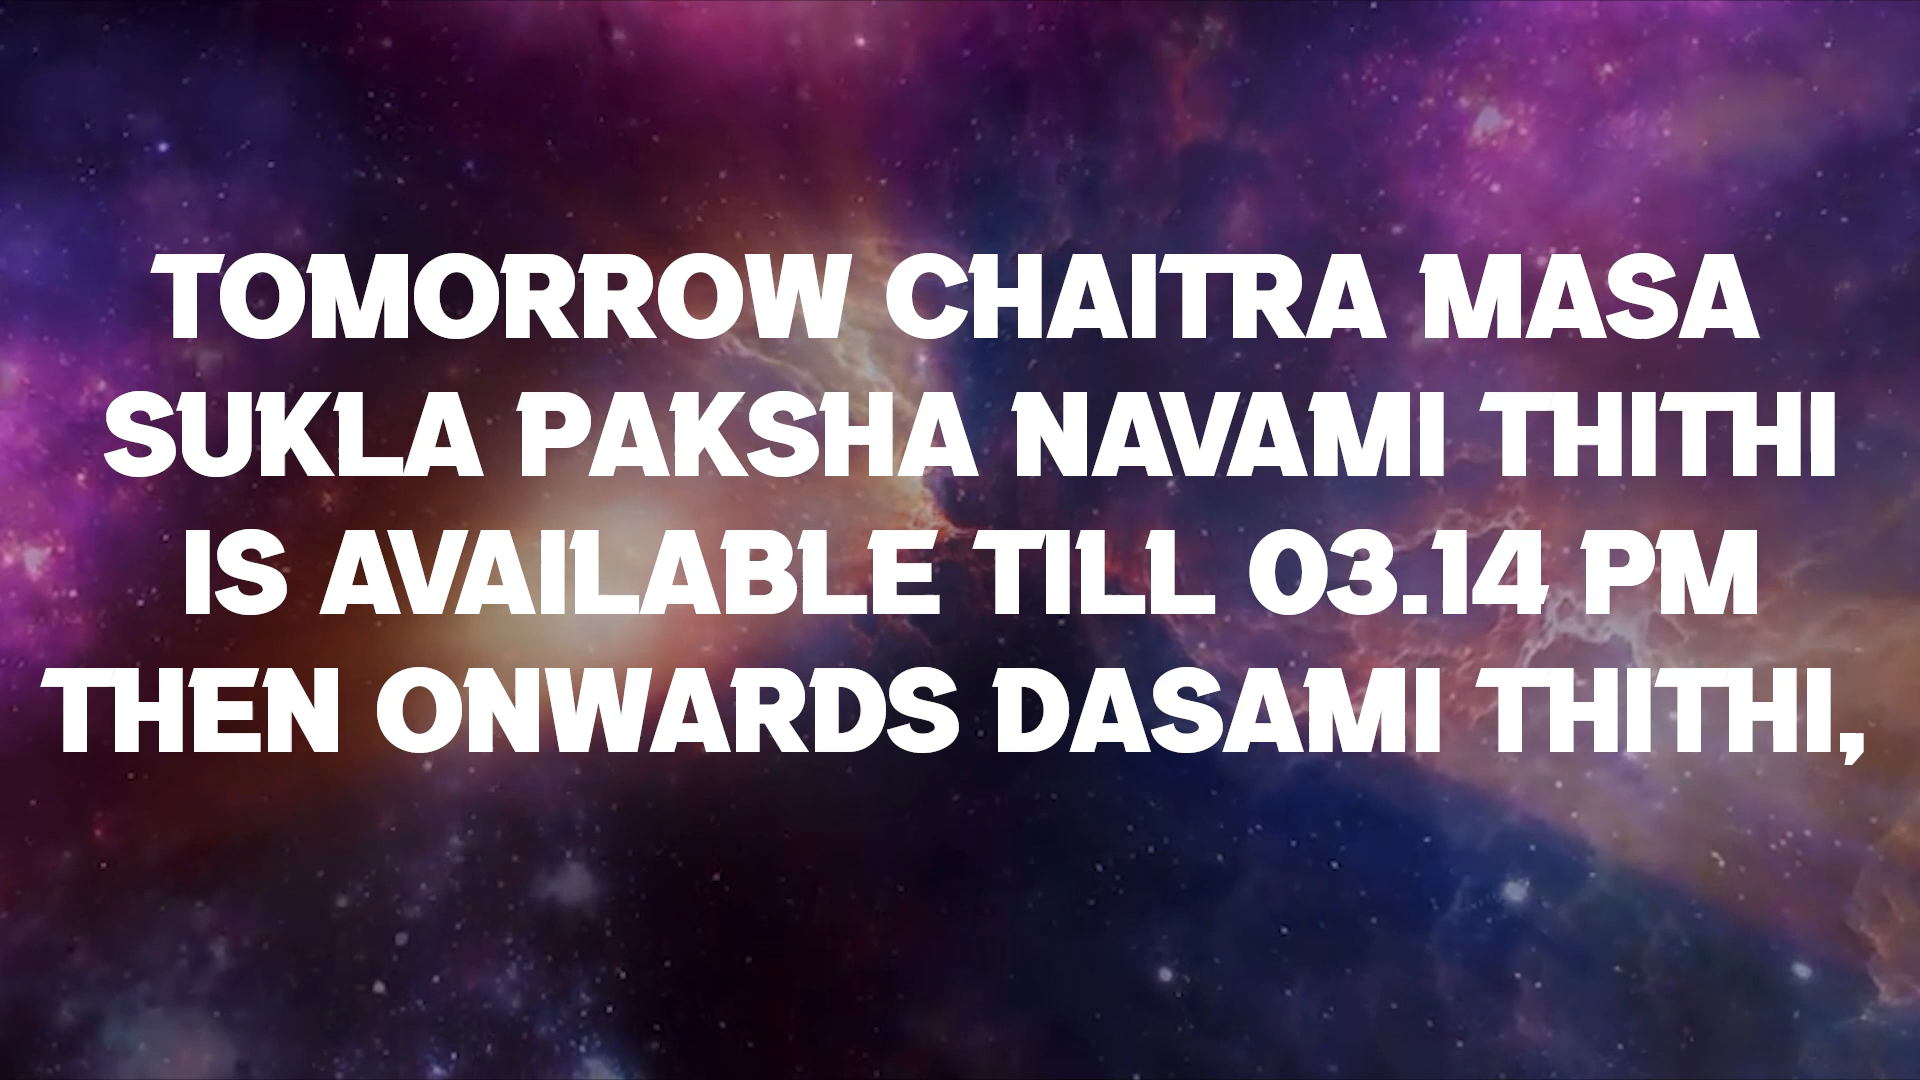 TOMORROW CHAITRA MASA
SUKLA PAKSHA NAVAMI THITHI
IS AVAILABLE TILL 03.14 PM
THEN ONWARDS DASAMI THITHI,